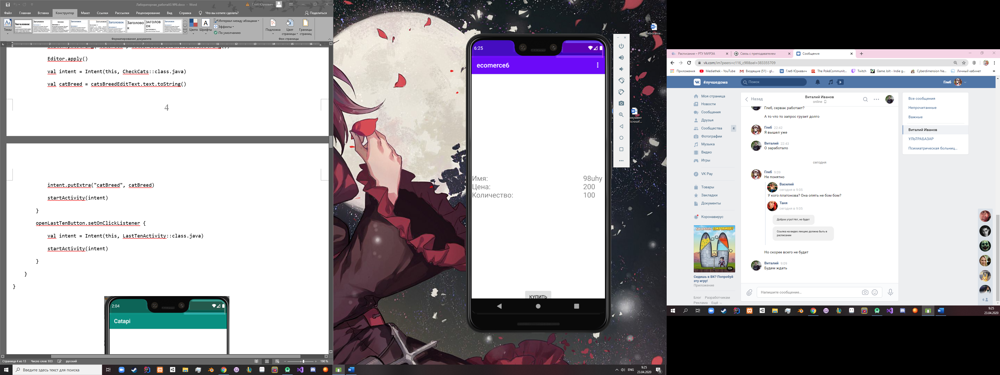 Лабораторная_работаAS №6.docx - Word
Глеб Юркевич
Файл
Главная
Вставка
Конструктор
Макет
Ссылки
Рассылки
Рецензирование
Вид
Справка
Что вы хотите сделать?
Поделиться
Темы
Заголовок
Цвета
Шрифты
Интервал между абзацами
Эффекты
По умолчанию
Подложка
Цвет страницы
Границы страниц
Форматирование документа
Фон страницы
Editor.apply()
val intent = Intent(this, CheckCats::class.java)
val catBreed = catsBreedEditText.text.toString()
4
intent.putExtra("catBreed", catBreed)
startActivity(intent)
}
openLastTenButton.setOnClickListener {
val intent = Intent(this, LastTenActivity::class.java)
startActivity(intent)
}
}
}
2:04
Catapi
Страница 4 из 13
Число слов: 933
русский
190 %
Введите здесь текст для поиска
6:25
ecomerce6
Имя: 98uhy
Цена: 200
Количество: 100
КУПИТЬ
Trebovania...
ENG
9:25
23.04.2020
Расписание – РТУ МИРЭА
Связь с преподавателем
Сообщения
vk.com/im?peers=c116_c98&sel=383355709
Приложения
Mediathek - YouTube
Входящие (51) - gl...
Глеб Юркевич
The PokéCommunit...
Twitch
Game Jolt - Indie g...
Cyberdimension Ne...
Личный кабинет
#лучшедома
Поиск
Глеб
Моя страница
Новости
Сообщения
Друзья
Сообщества 4
Фотографии
Музыка
Видео
Игры
VK Pay
Товары
Закладки
Документы
Коронавирус
КАК ДОСТАТЬ СОКРОВИЩЕ?
12+
Сидишь в ВК? Попробуй
эту игру!
Приложение
Блог Разработчикам
Реклама Ещё
Назад
Виталий Иванов
online
Глеб, сервак работает?
А то что то запрос грузит долго
Глеб 22:42
Я вышел уже
Виталий 22:43
О заработало
сегодня
Глеб 9:09
Не понятно
Василий
сегодня в 9:05
У кого платонова? Она опять не бом бом?
Таня
сегодня в 9:05
Доброе утро! Нет, не будет
Ссылка на видео лекцию должна быть в
расписании
Но скорее всего не будет
Виталий 9:09
Будем ждать
Напишите сообщение...
Все сообщения
Непрочитанные
Важные
Виталий Иванов
УЛЬТРАБАЗАР
Психиатрическая больниц...
6
9:25
23.04.2020